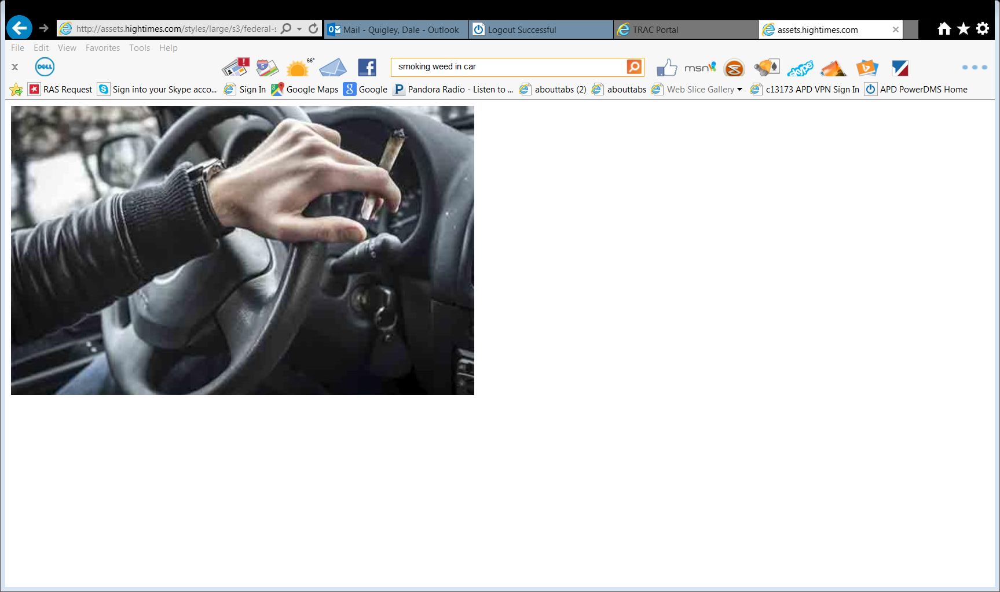 http://assets.hightimes.com/styles/large/s3/federal-s
Mail - Quigley, Dale - Outlook
Logout Successful
TRAC Portal
assets.hightimes.com
File Edit View Favorites Tools Help
x DELL 5 66° smoking weed in car msn skype
RAS Request Sign into your Skype acco... Sign In Google Maps Google Pandora Radio - Listen to ... abouttabs (2) abouttabs Web Slice Gallery c13173 APD VPN Sign In APD PowerDMS Home